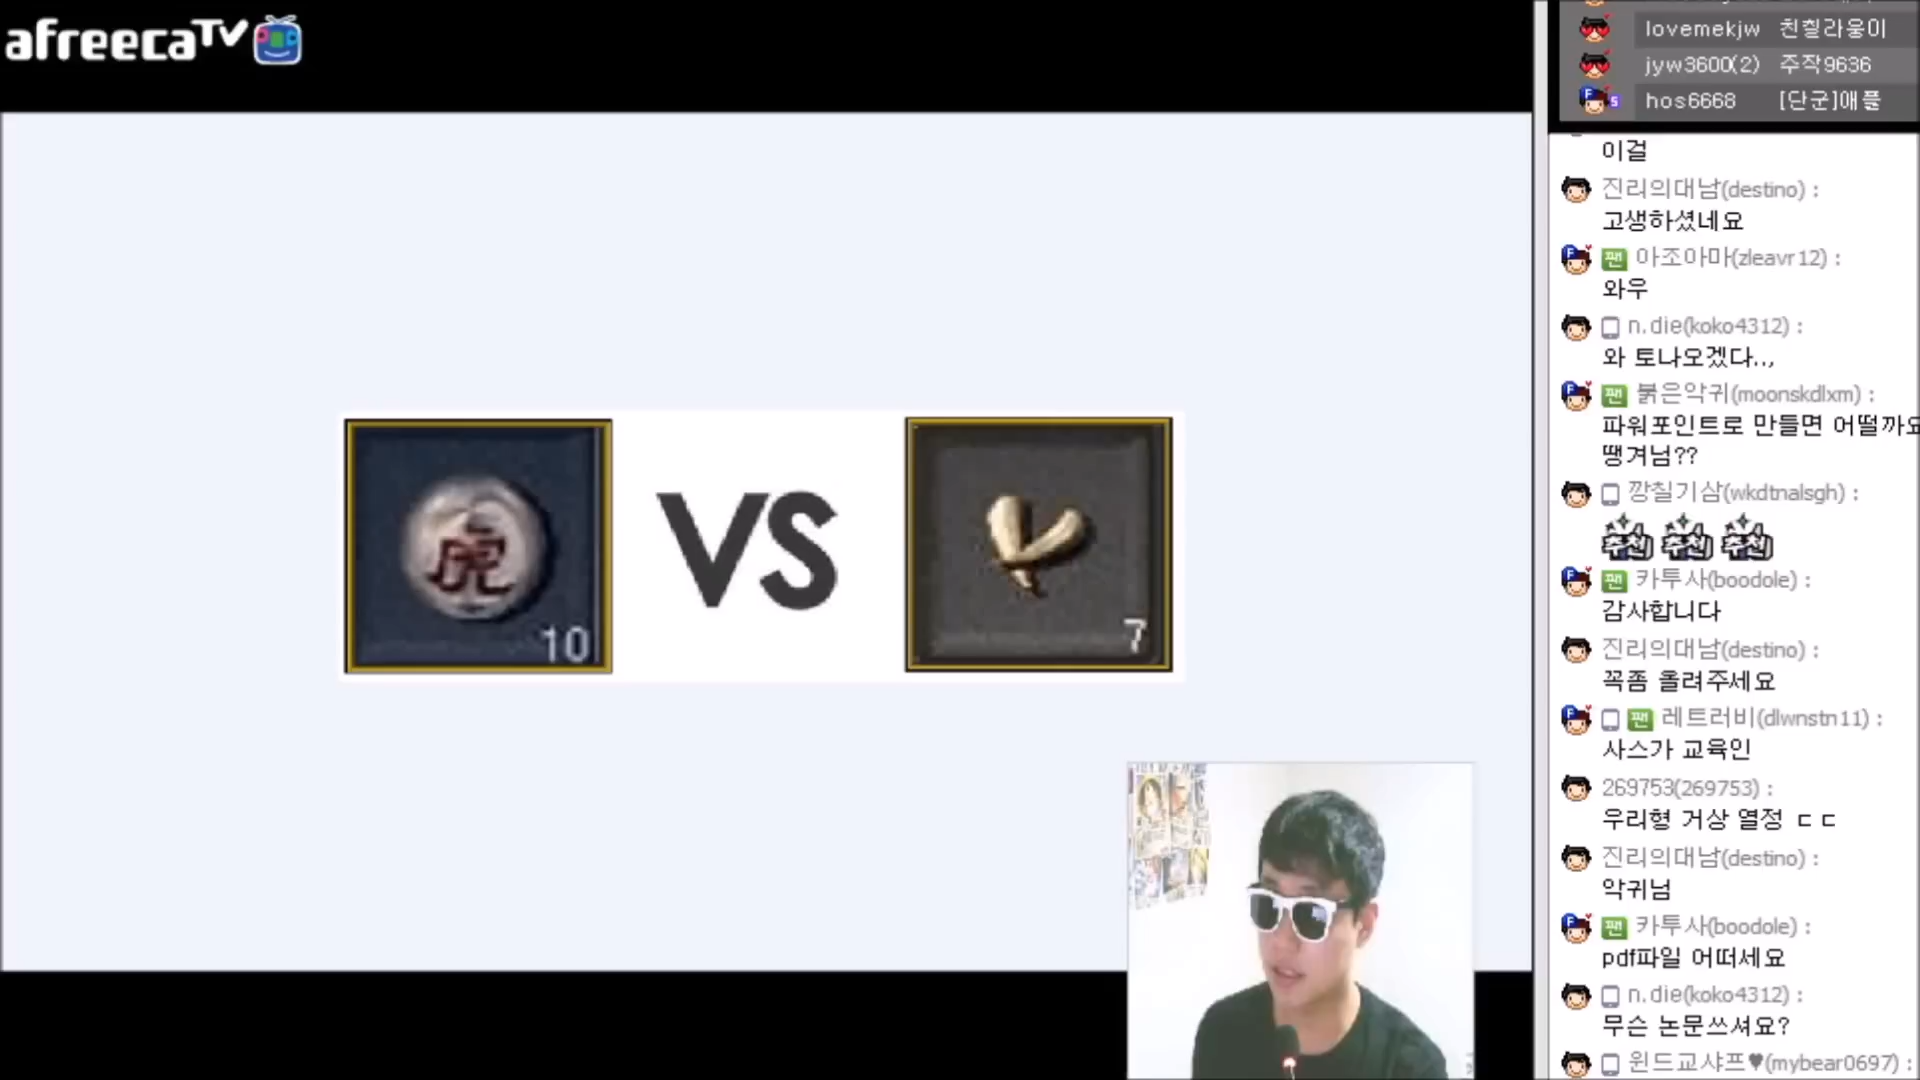 afreecaTV
虎
10
VS
7
lovemekjw 친칠라웅이
jyw3600(2) 주작9636
hos6668 [단군]애플
이걸
진리의대남(destino) :
고생하셨네요
팬 아조아마(zleavr12) :
와우
n.die(koko4312) :
와 토나오겠다..,
팬 붉은악귀(moonskdlxm) :
파워포인트로 만들면 어떨까요
땡겨넘??
깡칠기삼(wkdtnalsgh) :
추천 추천 추천
팬 카투사(boodole) :
감사합니다
진리의대남(destino) :
꼭좀 올려주세요
팬 레트러비(dlwnstn11) :
사스가 교육인
269753(269753) :
우리형 거상 열정 ㄷㄷ
진리의대남(destino) :
악귀넘
팬 카투사(boodole) :
pdf파일 어떠세요
n.die(koko4312) :
무슨 논문쓰셔요?
윈드교샤프♥(mybear0697) :